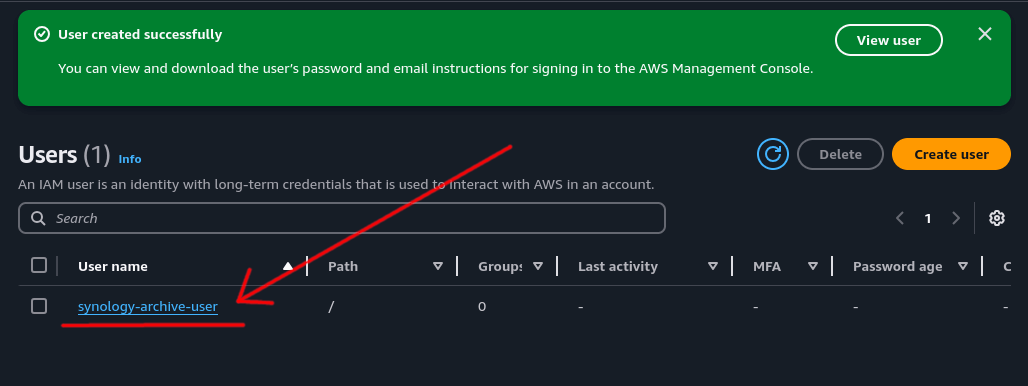 User created successfully
View user
You can view and download the user's password and email instructions for signing in to the AWS Management Console.
Users (1) Info
Delete
Create user
An IAM user is an identity with long-term credentials that is used to interact with AWS in an account.
Search
1
User name Path Groups Last activity MFA Password age C
synology-archive-user / 0 - - - -